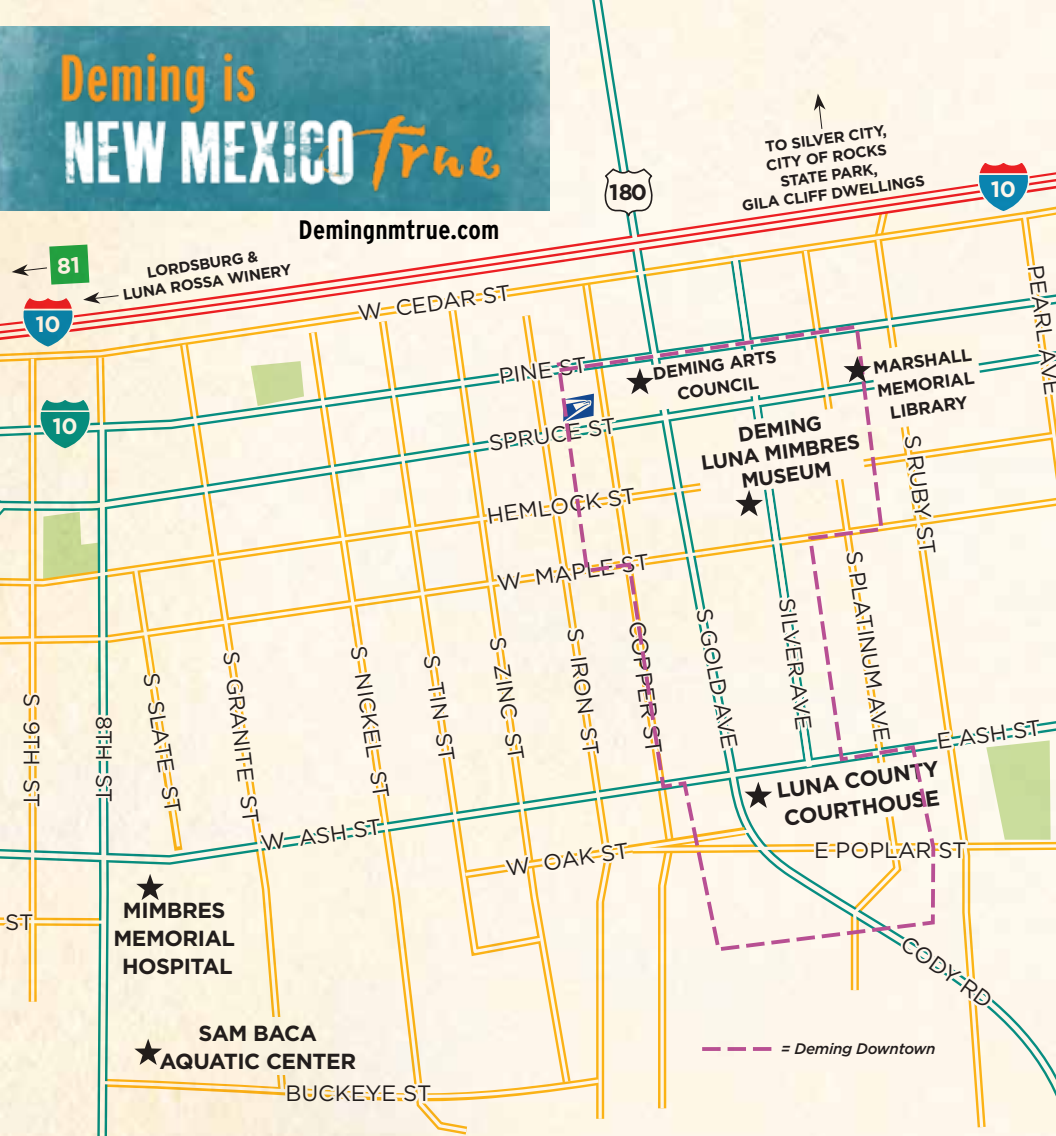 Deming is
NEW MEXICO True
Demingnmtrue.com
180
TO SILVER CITY,
CITY OF ROCKS
STATE PARK,
GILA CLIFF DWELLINGS
10
81
LORDSBURG &
LUNA ROSSA WINERY
10
W CEDAR ST
PEARL AVE
PINE ST
DEMING ARTS
COUNCIL
MARSHALL
MEMORIAL
LIBRARY
10
SPRUCE ST
DEMING
LUNA MIMBRES
MUSEUM
S RUBY ST
HEMLOCK ST
W MAPLE ST
S 9TH ST
8TH ST
S SLATE ST
S GRANITE ST
S NICKEL ST
S TIN ST
S ZINC ST
S IRON ST
COPPER ST
S GOLD AVE
SILVER AVE
S PLATINUM AVE
E ASH ST
LUNA COUNTY
COURTHOUSE
W ASH ST
W OAK ST
E POPLAR ST
ST
MIMBRES
MEMORIAL
HOSPITAL
CODY RD
SAM BACA
AQUATIC CENTER
= Deming Downtown
BUCKEYE ST